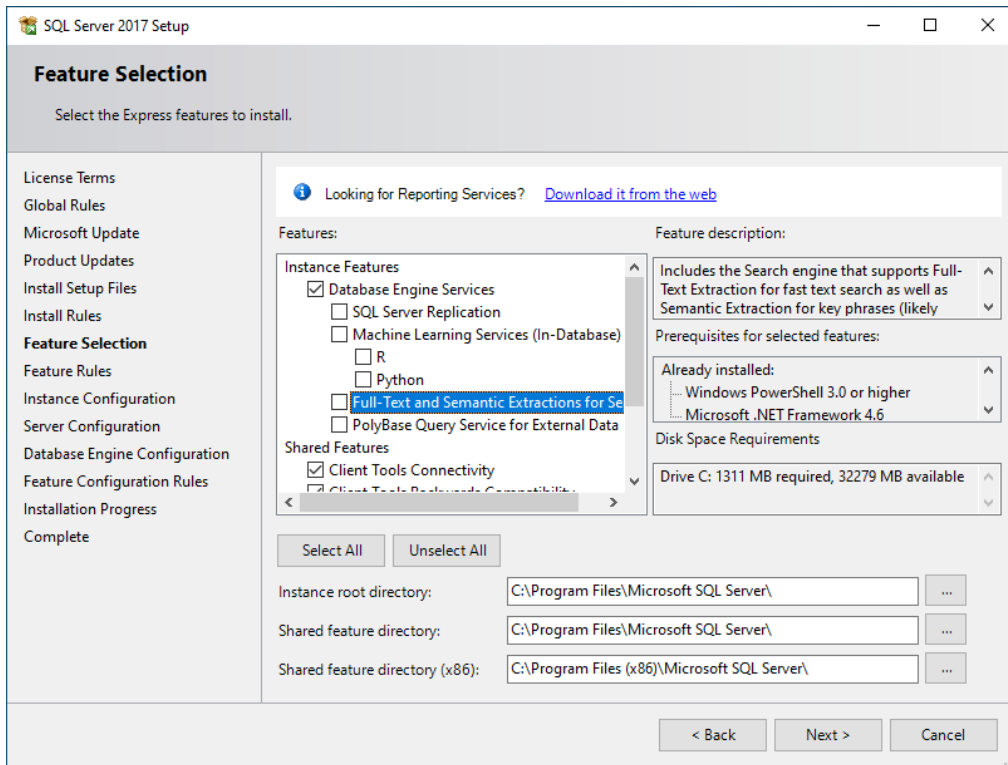 SQL Server 2017 Setup
Feature Selection
Select the Express features to install.
License Terms
Global Rules
Microsoft Update
Product Updates
Install Setup Files
Install Rules
Feature Selection
Feature Rules
Instance Configuration
Server Configuration
Database Engine Configuration
Feature Configuration Rules
Installation Progress
Complete
Looking for Reporting Services? Download it from the web
Features:
Instance Features
Database Engine Services
SQL Server Replication
Machine Learning Services (In-Database)
R
Python
Full-Text and Semantic Extractions for Se
PolyBase Query Service for External Data
Shared Features
Client Tools Connectivity
Client Tools Backwards Compatibility
Feature description:
Includes the Search engine that supports Full-
Text Extraction for fast text search as well as
Semantic Extraction for key phrases (likely
Prerequisites for selected features:
Already installed:
Windows PowerShell 3.0 or higher
Microsoft .NET Framework 4.6
Disk Space Requirements
Drive C: 1311 MB required, 32279 MB available
Select All
Unselect All
Instance root directory: C:\Program Files\Microsoft SQL Server\ ...
Shared feature directory: C:\Program Files\Microsoft SQL Server\ ...
Shared feature directory (x86): C:\Program Files (x86)\Microsoft SQL Server\ ...
< Back
Next >
Cancel